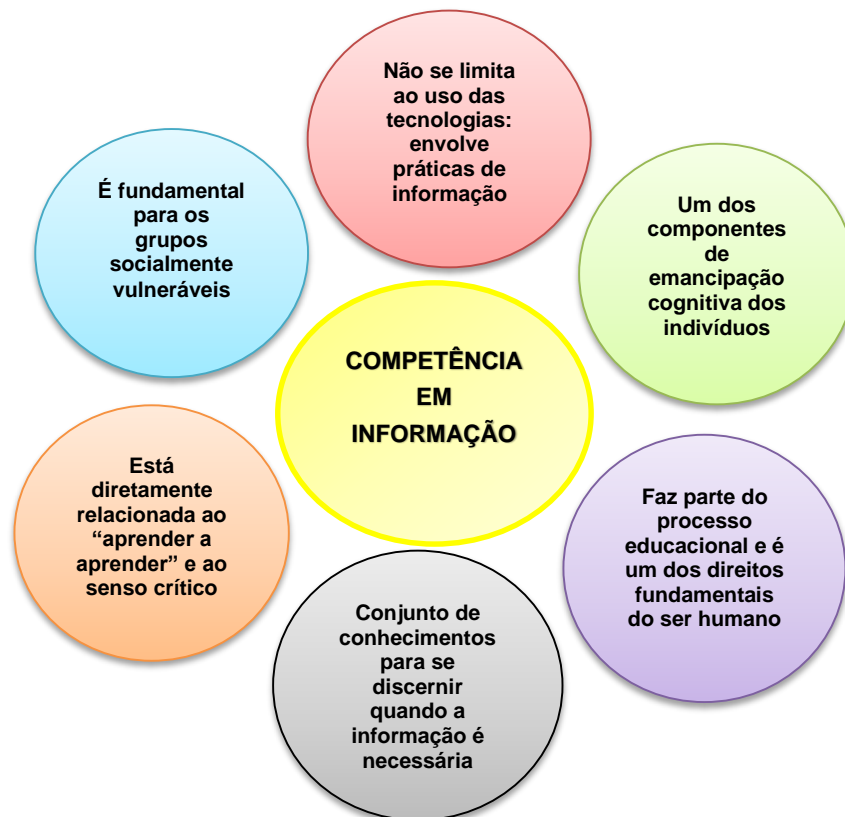 Não se limita
ao uso das
tecnologias:
envolve
práticas de
informação
É fundamental
para os
grupos
socialmente
vulneráveis
Um dos
componentes
de
emancipação
cognitiva dos
indivíduos
COMPETÊNCIA
EM
INFORMAÇÃO
Está
diretamente
relacionada ao
“aprender a
aprender” e ao
senso crítico
Faz parte do
processo
educacional e é
um dos direitos
fundamentais
do ser humano
Conjunto de
conhecimentos
para se
discernir
quando a
informação é
necessária